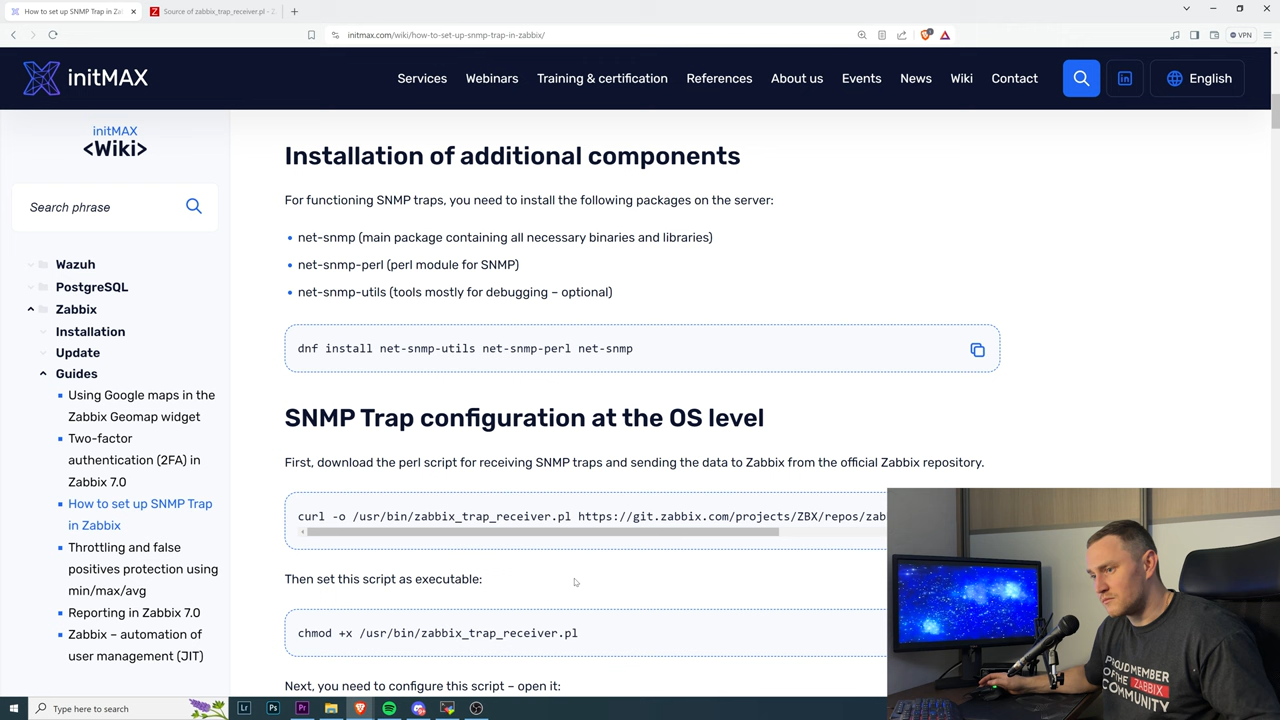 How to set up SNMP Trap in Za
Source of zabbix_trap_receiver.pl - Z
initmax.com/wiki/how-to-set-up-snmp-trap-in-zabbix/
VPN
initMAX
Services
Webinars
Training & certification
References
About us
Events
News
Wiki
Contact
English
initMAX
<Wiki>
Search phrase
Wazuh
PostgreSQL
Zabbix
Installation
Update
Guides
Using Google maps in the
Zabbix Geomap widget
Two-factor
authentication (2FA) in
Zabbix 7.0
How to set up SNMP Trap
in Zabbix
Throttling and false
positives protection using
min/max/avg
Reporting in Zabbix 7.0
Zabbix – automation of
user management (JIT)
Installation of additional components
For functioning SNMP traps, you need to install the following packages on the server:
net-snmp (main package containing all necessary binaries and libraries)
net-snmp-perl (perl module for SNMP)
net-snmp-utils (tools mostly for debugging – optional)
dnf install net-snmp-utils net-snmp-perl net-snmp
SNMP Trap configuration at the OS level
First, download the perl script for receiving SNMP traps and sending the data to Zabbix from the official Zabbix repository.
curl -o /usr/bin/zabbix_trap_receiver.pl https://git.zabbix.com/projects/ZBX/repos/zab
Then set this script as executable:
chmod +x /usr/bin/zabbix_trap_receiver.pl
Next, you need to configure this script – open it:
PROUD MEMBER
OF THE ZABBIX
COMMUNITY
Type here to search
Lr
Ps
Pr